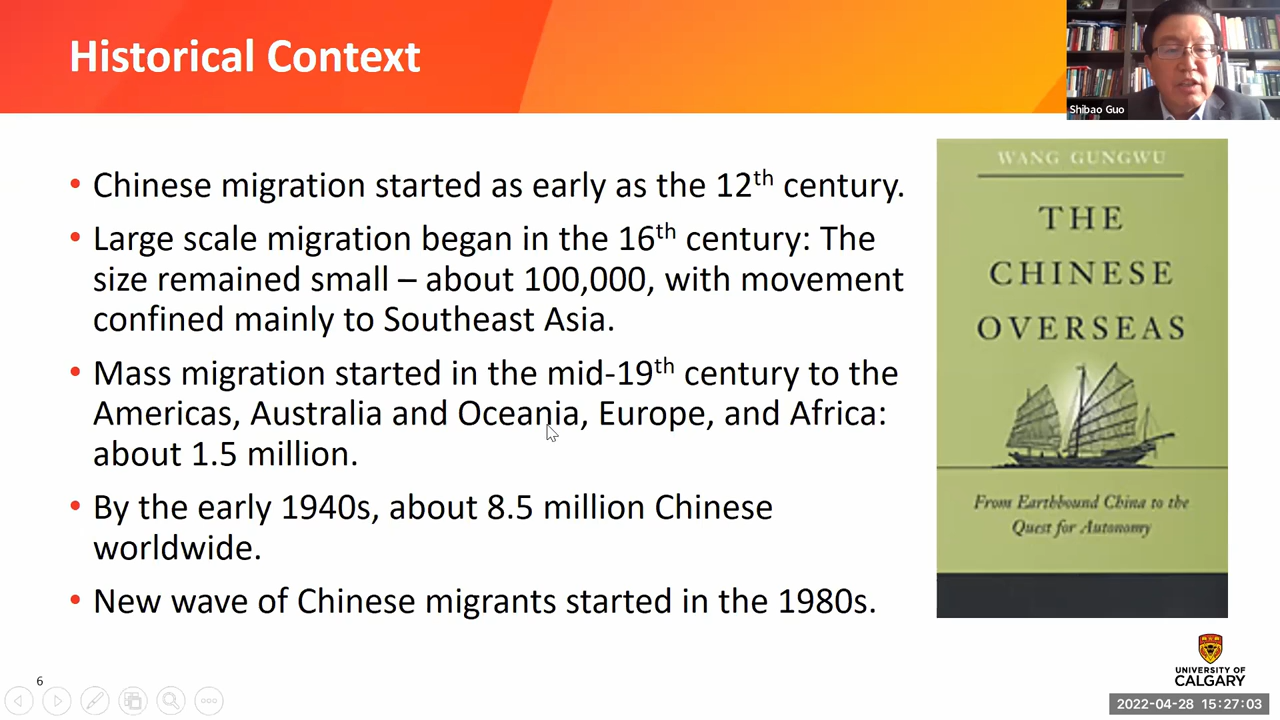 Historical Context
Shibao Guo
• Chinese migration started as early as the 12th century.
• Large scale migration began in the 16th century: The
size remained small – about 100,000, with movement
confined mainly to Southeast Asia.
• Mass migration started in the mid-19th century to the
Americas, Australia and Oceania, Europe, and Africa:
about 1.5 million.
• By the early 1940s, about 8.5 million Chinese
worldwide.
• New wave of Chinese migrants started in the 1980s.
WANG GUNGWU
THE
CHINESE
OVERSEAS
From Earthbound China to the
Quest for Autonomy
UNIVERSITY OF
CALGARY
6
2022-04-28 15:27:03